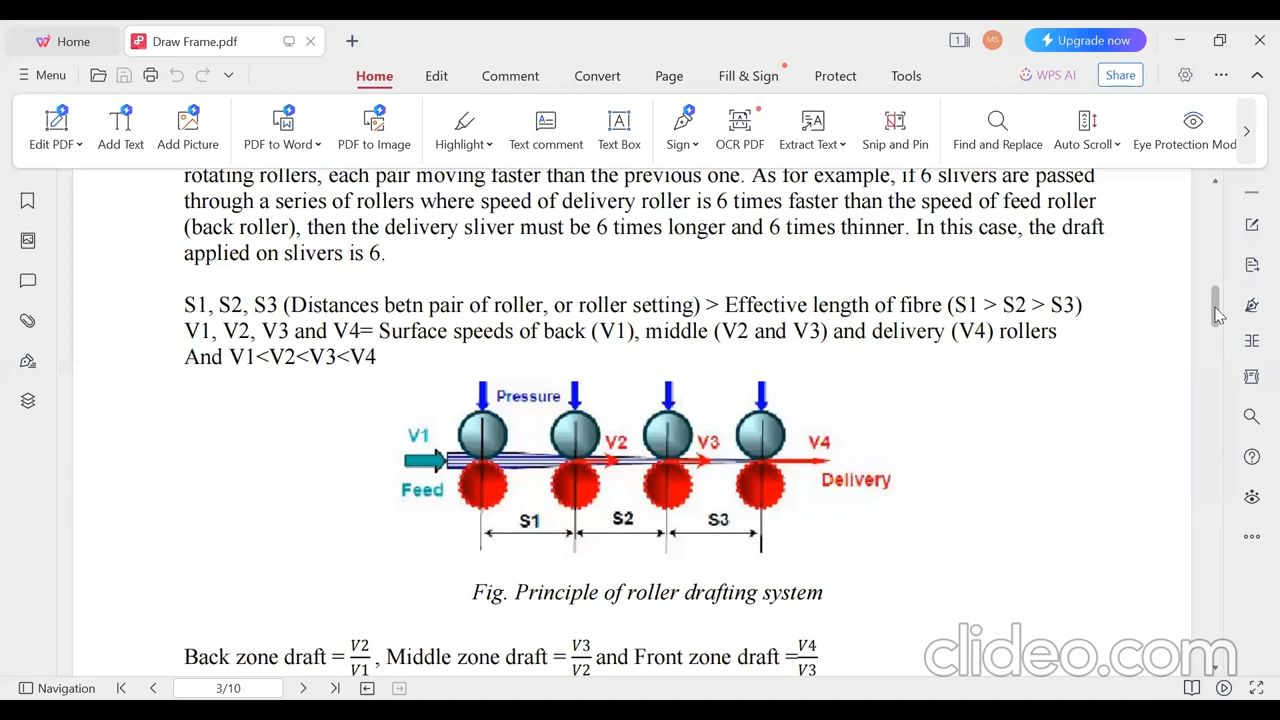 Home
Draw Frame.pdf
1
MS
Upgrade now
Menu
Home
Edit
Comment
Convert
Page
Fill & Sign
Protect
Tools
WPS AI
Share
Edit PDF
Add Text
Add Picture
PDF to Word
PDF to Image
Highlight
Text comment
Text Box
Sign
OCR PDF
Extract Text
Snip and Pin
Find and Replace
Auto Scroll
Eye Protection Mod
rotating rollers, each pair moving faster than the previous one. As for example, if 6 slivers are passed
through a series of rollers where speed of delivery roller is 6 times faster than the speed of feed roller
(back roller), then the delivery sliver must be 6 times longer and 6 times thinner. In this case, the draft
applied on slivers is 6.
S1, S2, S3 (Distances betn pair of roller, or roller setting) > Effective length of fibre (S1 > S2 > S3)
V1, V2, V3 and V4= Surface speeds of back (V1), middle (V2 and V3) and delivery (V4) rollers
And V1<V2<V3<V4
Pressure
V1 V2 V3 V4
Feed
Delivery
S1 S2 S3
Fig. Principle of roller drafting system
Back zone draft = V2/V1 , Middle zone draft = V3/V2 and Front zone draft =V4/V3
clideo.com
Navigation
3/10